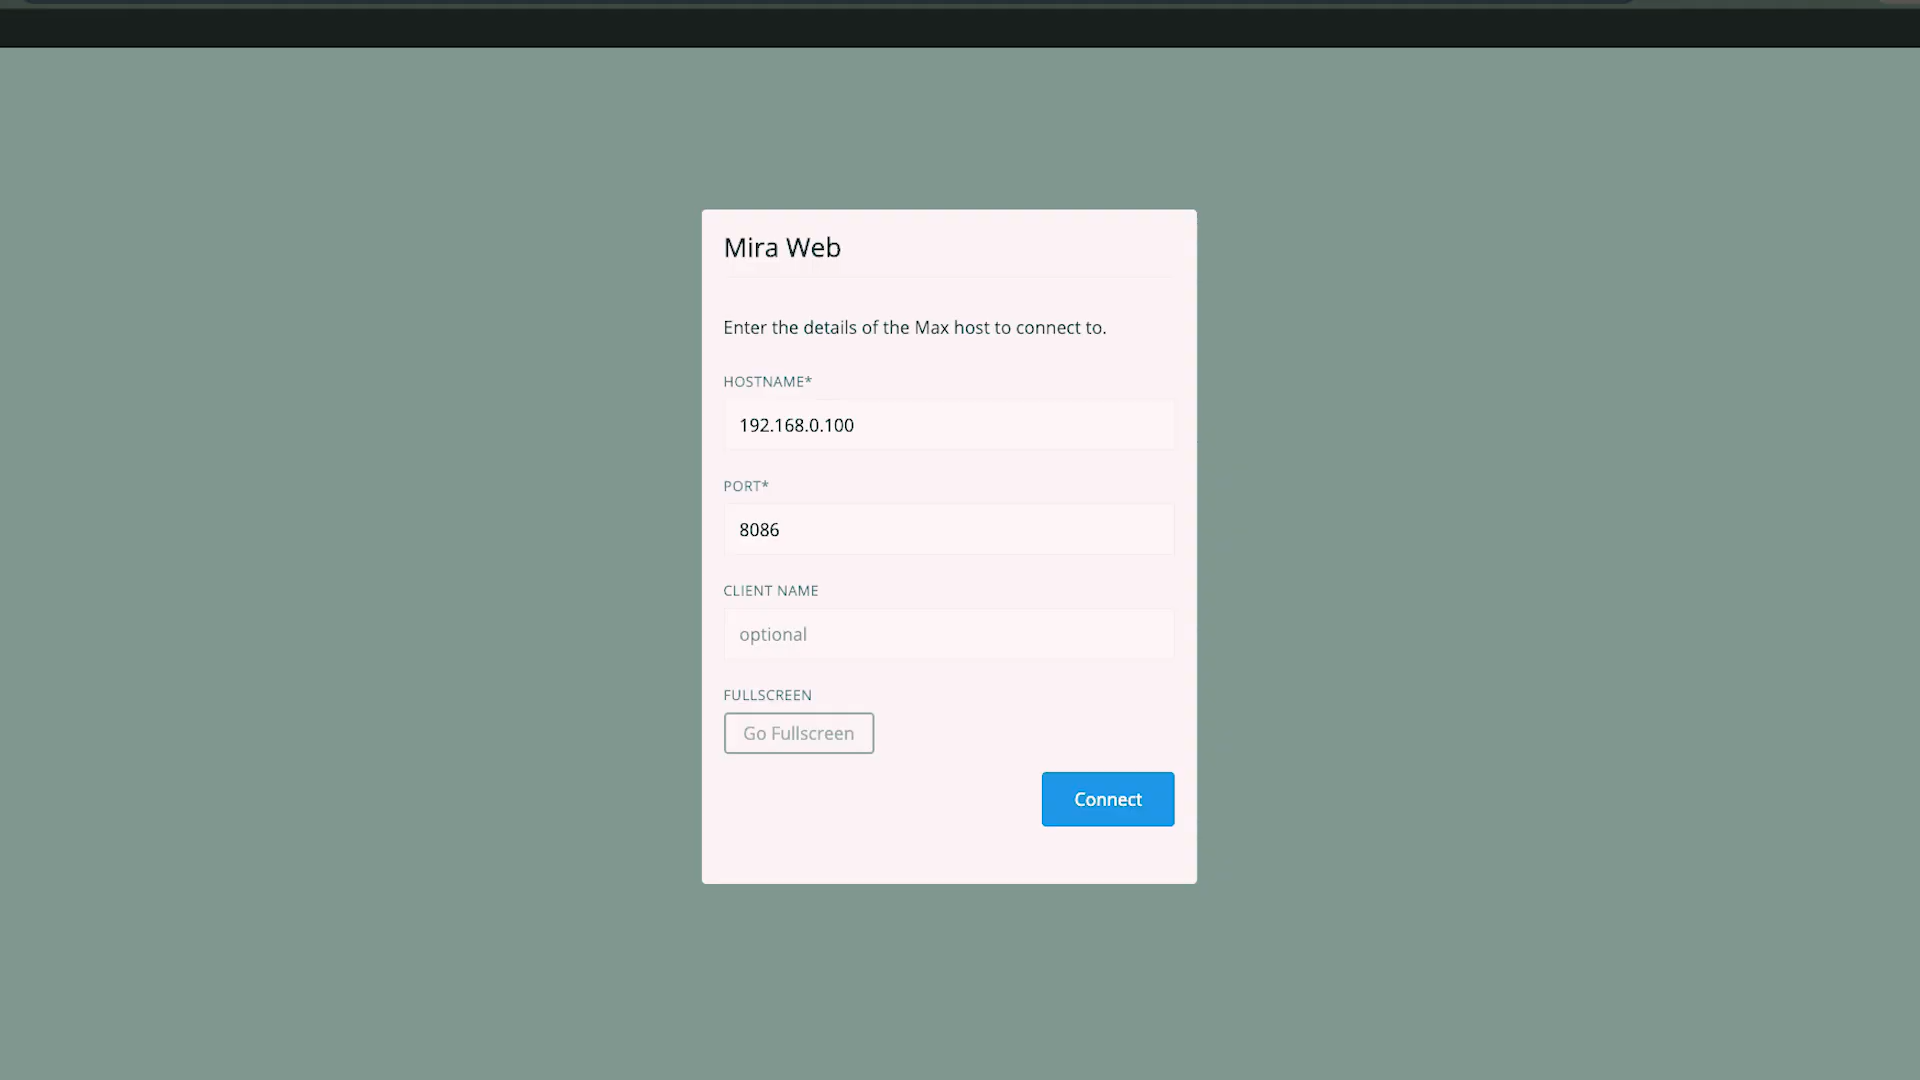 Mira Web
Enter the details of the Max host to connect to.
HOSTNAME*
192.168.0.100
PORT*
8086
CLIENT NAME
optional
FULLSCREEN
Go Fullscreen
Connect